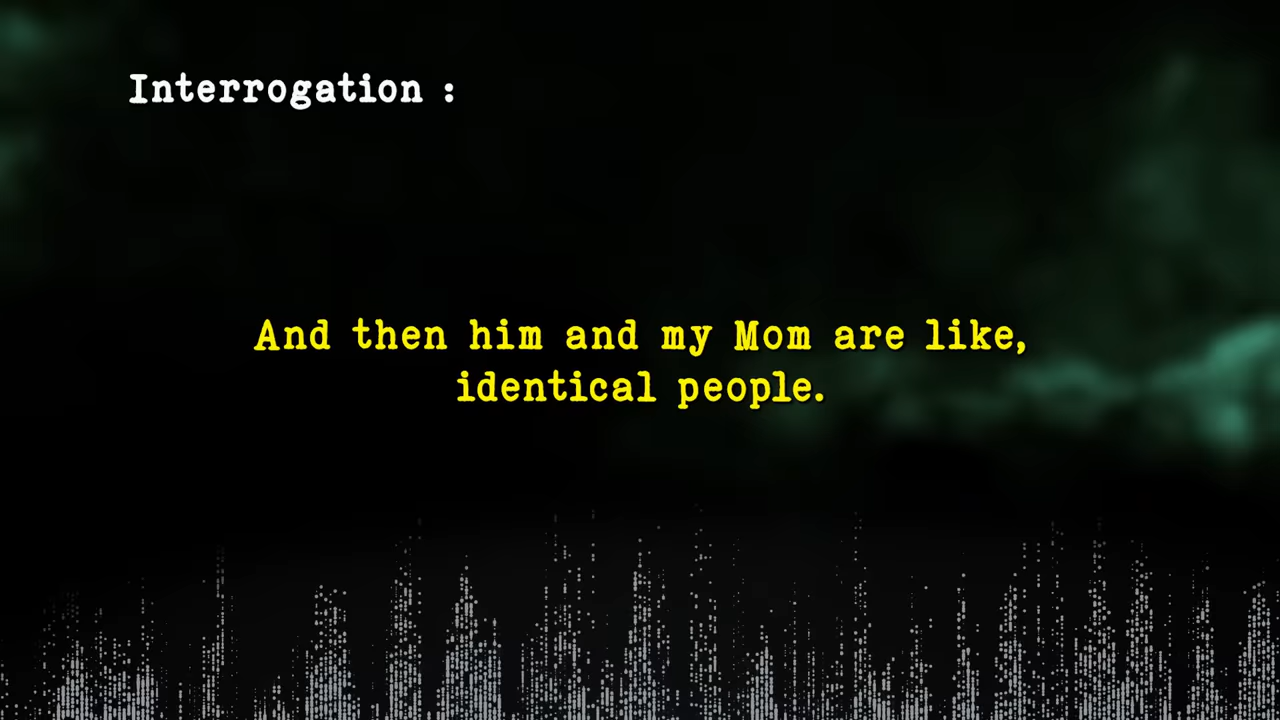 Interrogation :
And then him and my Mom are like,
identical people.